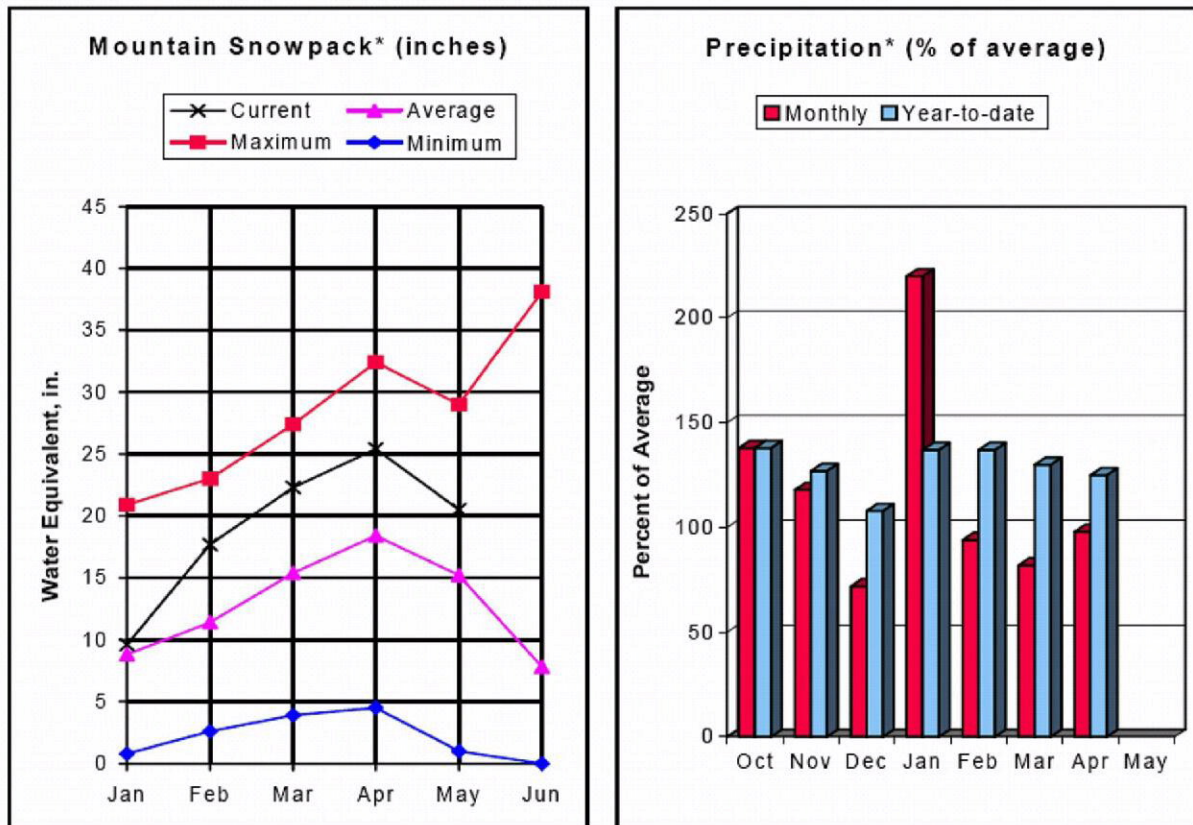 Mountain Snowpack* (inches)
Current Average
Maximum Minimum
45
40
35
30
25
20
15
10
5
0
Water Equivalent, in.
Jan Feb Mar Apr May Jun
Precipitation* (% of average)
Monthly Year-to-date
250
200
150
100
50
0
Percent of Average
Oct Nov Dec Jan Feb Mar Apr May